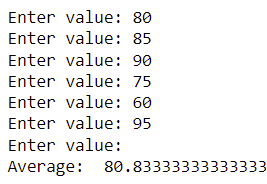 Enter value: 80
Enter value: 85
Enter value: 90
Enter value: 75
Enter value: 60
Enter value: 95
Enter value:
Average:  80.83333333333333